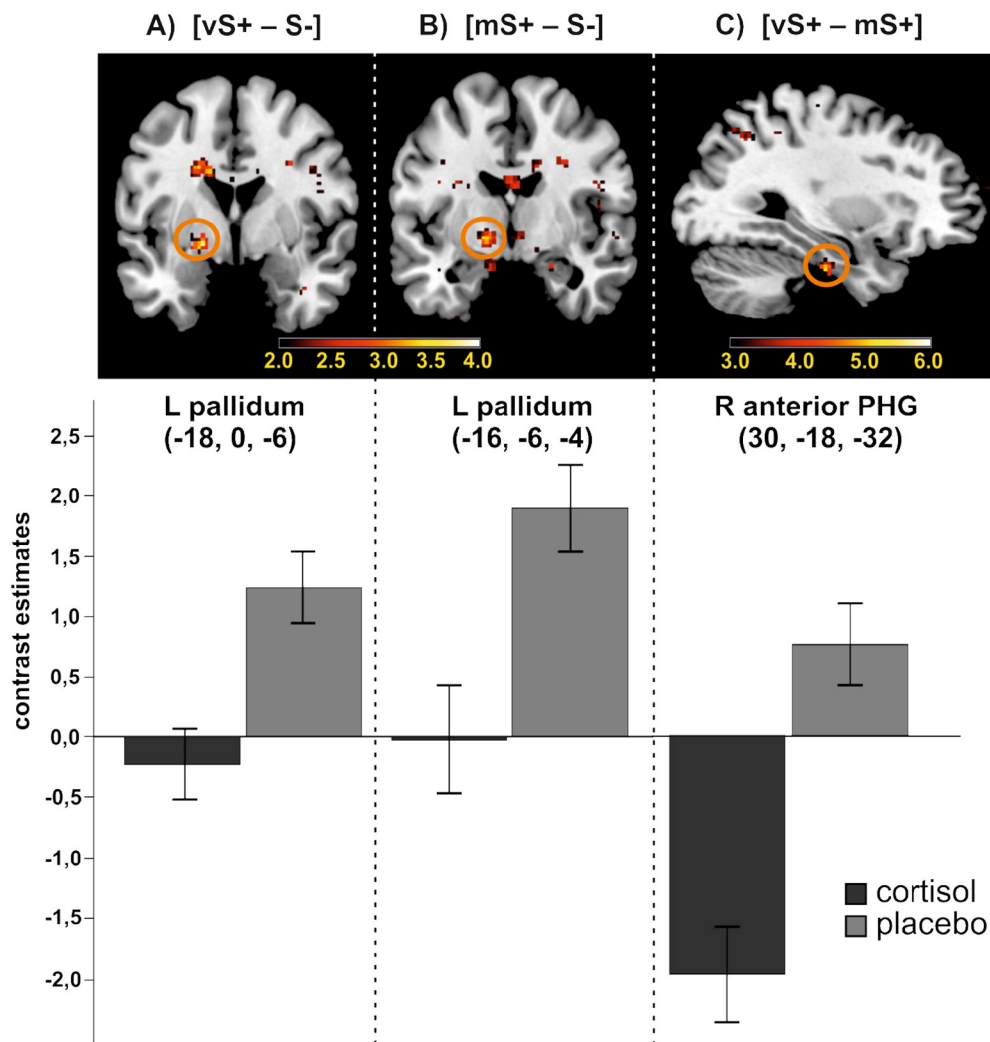 A) [vS+ – S-]
B) [mS+ – S-]
C) [vS+ – mS+]
2.0 2.5 3.0 3.5 4.0
3.0 4.0 5.0 6.0
L pallidum
(-18, 0, -6)
L pallidum
(-16, -6, -4)
R anterior PHG
(30, -18, -32)
contrast estimates
2,5
2,0
1,5
1,0
0,5
0,0
-0,5
-1,0
-1,5
-2,0
cortisol
placebo